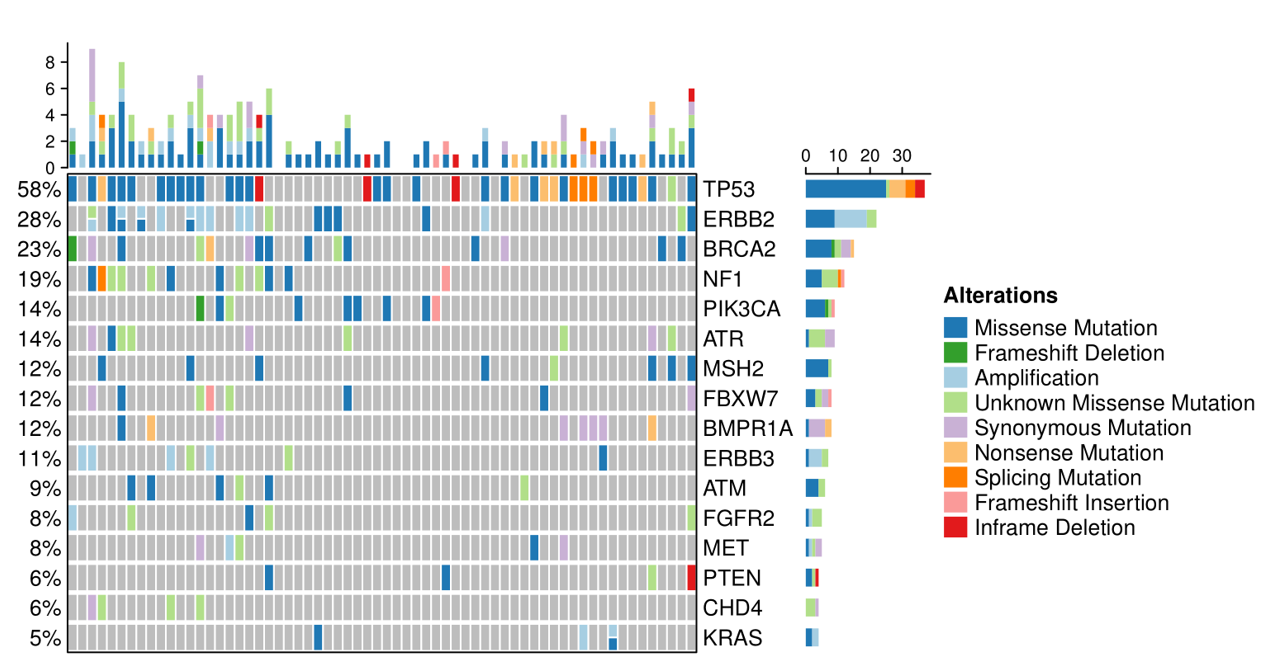 8
6
4
2
0
0 10 20 30
58% TP53
28% ERBB2
23% BRCA2
19% NF1
14% PIK3CA
14% ATR
12% MSH2
12% FBXW7
12% BMPR1A
11% ERBB3
9% ATM
8% FGFR2
8% MET
6% PTEN
6% CHD4
5% KRAS
Alterations
Missense Mutation
Frameshift Deletion
Amplification
Unknown Missense Mutation
Synonymous Mutation
Nonsense Mutation
Splicing Mutation
Frameshift Insertion
Inframe Deletion